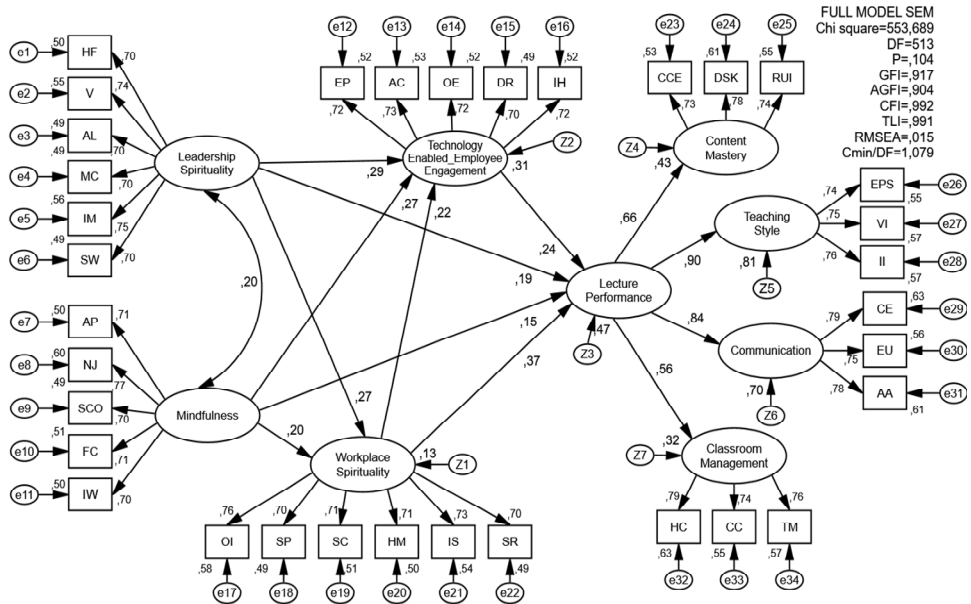 FULL MODEL SEM
Chi square=553,689
DF=513
P=,104
GFI=,917
AGFI=,904
CFI=,992
TLI=,991
RMSEA=,015
Cmin/DF=1,079
e1
,50
HF
,70
e2
,55
V
,74
e3
,49
AL
,70
e4
,49
MC
,70
e5
,56
IM
,75
e6
,49
SW
,70
Leadership
Spirituality
e7
,50
AP
,71
e8
,60
NJ
,77
e9
,49
SCO
,70
e10
,51
FC
,71
e11
,50
IW
,70
Mindfulness
,20
e12
e13
e14
e15
e16
,52
,53
,52
,49
,52
EP
AC
OE
DR
IH
,72
,73
,72
,70
,72
Technology
Enabled_Employee
Engagement
Z2
,31
,29
,27
,22
,24
,19
,15
,37
,27
,20
Workplace
Spirituality
Z1
,13
,76
,70
,71
,71
,73
,70
OI
SP
SC
HM
IS
SR
,58
,49
,51
,50
,54
,49
e17
e18
e19
e20
e21
e22
Lecture
Performance
Z3
,47
,66
,90
,84
,56
e23
e24
e25
,53
,61
,55
CCE
DSK
RUI
,73
,78
,74
Content
Mastery
Z4
,43
Teaching
Style
,81
Z5
,74
EPS
e26
,55
,75
VI
e27
,57
,76
II
e28
,57
Communication
,70
Z6
,79
CE
,63
e29
,75
EU
,56
e30
,78
AA
e31
,61
Classroom
Management
Z7
,32
,79
,74
,76
HC
CC
TM
,63
,55
,57
e32
e33
e34